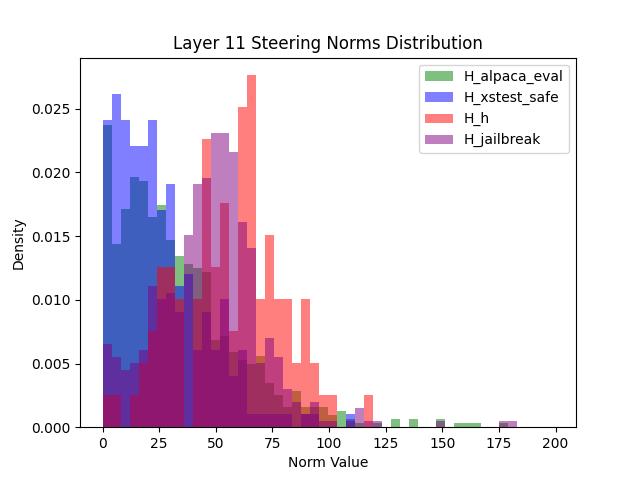 Layer 11 Steering Norms Distribution
H_alpaca_eval
H_xstest_safe
H_h
H_jailbreak
Density
0.025
0.020
0.015
0.010
0.005
0.000
0 25 50 75 100 125 150 175 200
Norm Value